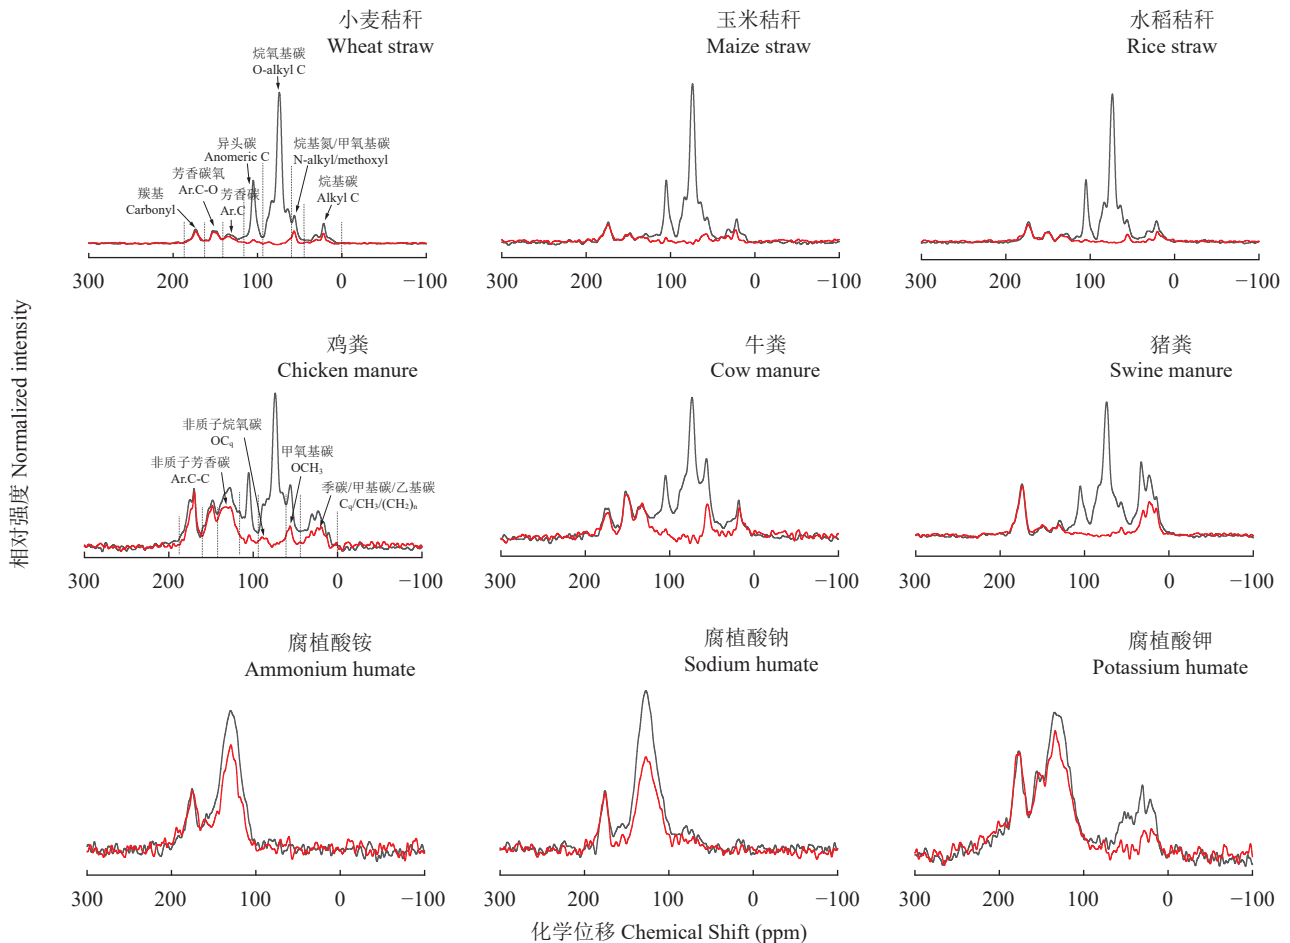 小麦秸秆
Wheat straw
烷氧基碳
O-alkyl C
异头碳
Anomeric C
烷基氮/甲氧基碳
N-alkyl/methoxyl
芳香碳氧
Ar.C-O
芳香碳
Ar.C
羰基
Carbonyl
烷基碳
Alkyl C
300 200 100 0 −100
玉米秸秆
Maize straw
300 200 100 0 −100
水稻秸秆
Rice straw
300 200 100 0 −100
相对强度 Normalized intensity
鸡粪
Chicken manure
非质子烷氧碳
OCq
甲氧基碳
OCH3
非质子芳香碳
Ar.C-C
季碳/甲基碳/乙基碳
Cq/CH3/(CH2)n
300 200 100 0 −100
牛粪
Cow manure
300 200 100 0 −100
猪粪
Swine manure
300 200 100 0 −100
腐植酸铵
Ammonium humate
300 200 100 0 −100
腐植酸钠
Sodium humate
300 200 100 0 −100
腐植酸钾
Potassium humate
300 200 100 0 −100
化学位移 Chemical Shift (ppm)